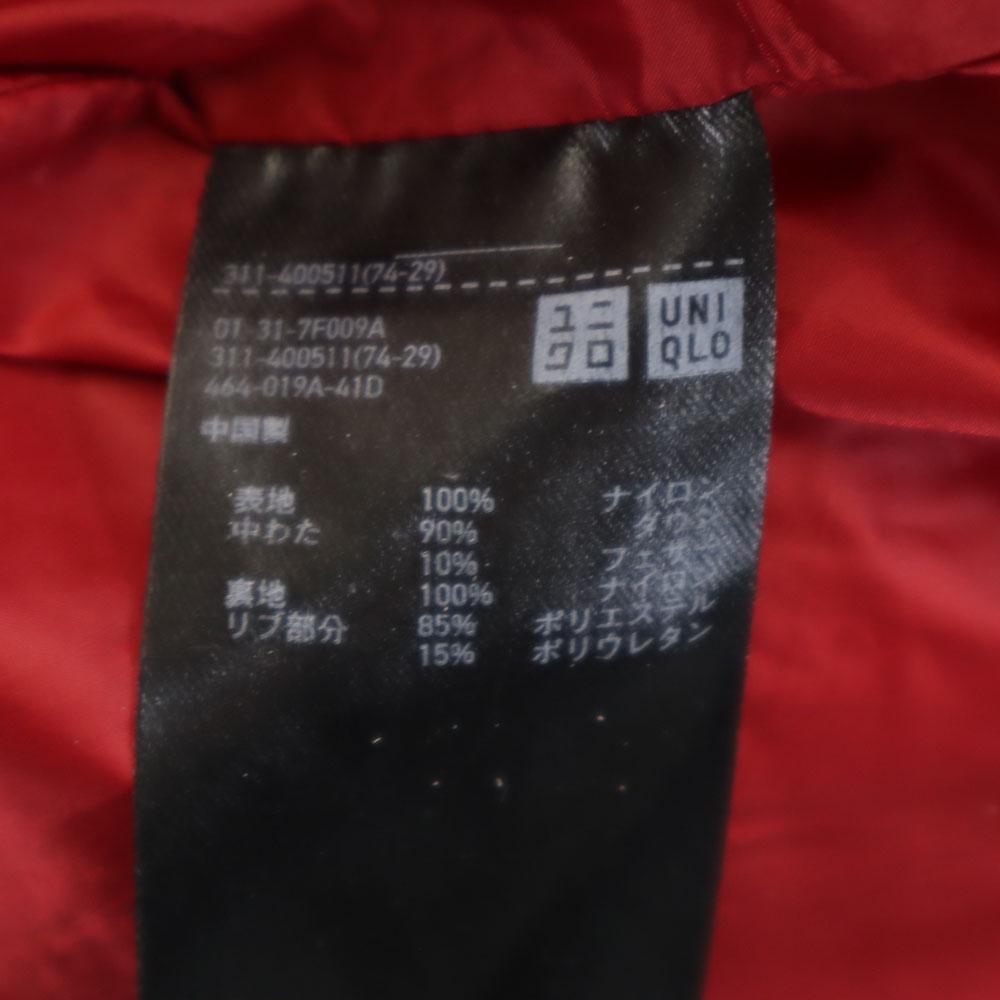 311-400511(74-29)
01 31-7F009A
311-400511(74-29)
464-019A-41D
ユニ
クロ
UNI
QLO
中国製
表地 100% ナイロン
中わた 90% ダウン
10% フェザー
裏地 100% ナイロン
リブ部分 85% ポリエステル
15% ポリウレタン